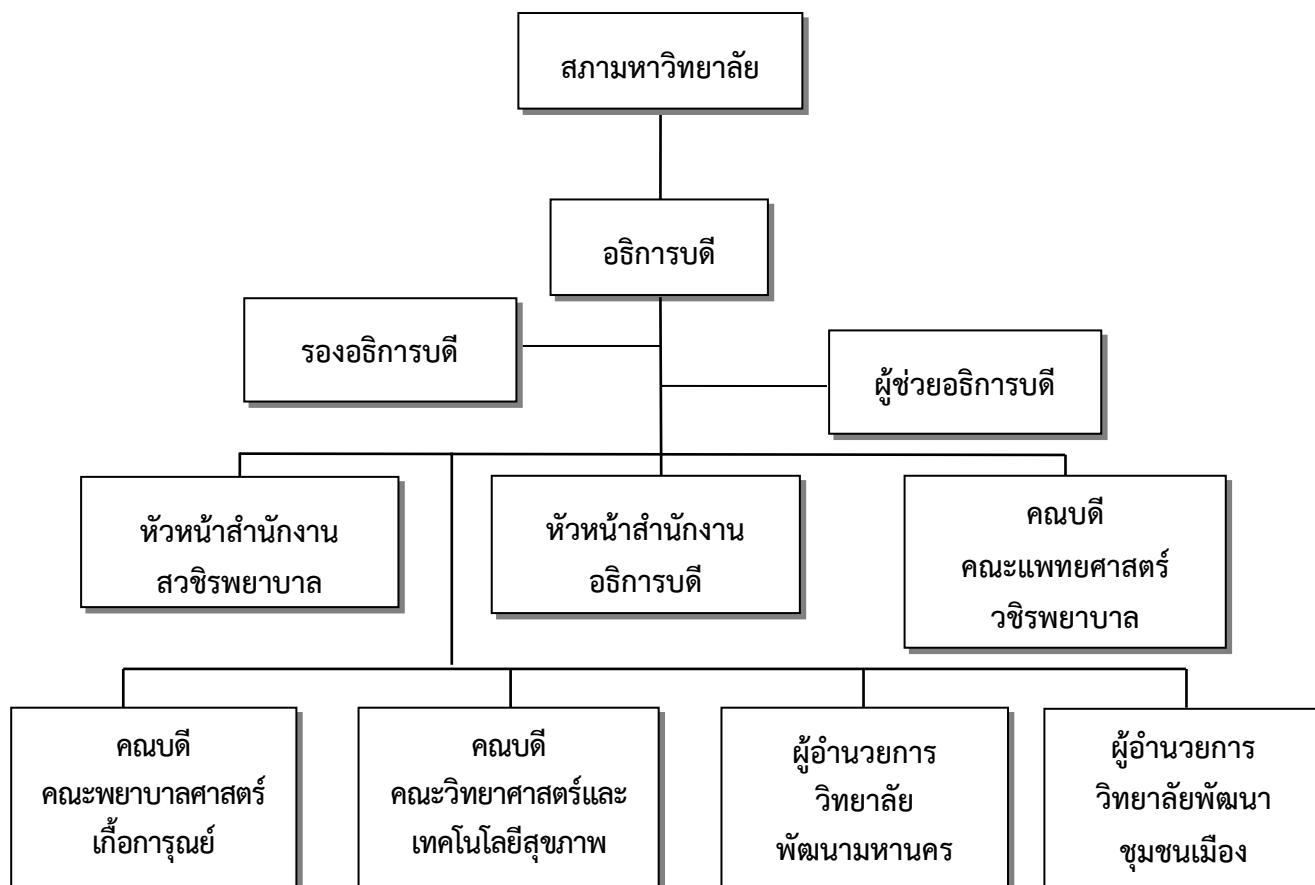 สภามหาวิทยาลัย
อธิการบดี
รองอธิการบดี
ผู้ช่วยอธิการบดี
หัวหน้าสำนักงาน
สวชิรพยาบาล
หัวหน้าสำนักงาน
อธิการบดี
คณบดี
คณะแพทยศาสตร์
วชิรพยาบาล
คณบดี
คณะพยาบาลศาสตร์
เกื้อการุณย์
คณบดี
คณะวิทยาศาสตร์และ
เทคโนโลยีสุขภาพ
ผู้อำนวยการ
วิทยาลัย
พัฒนามหานคร
ผู้อำนวยการ
วิทยาลัยพัฒนา
ชุมชนเมือง